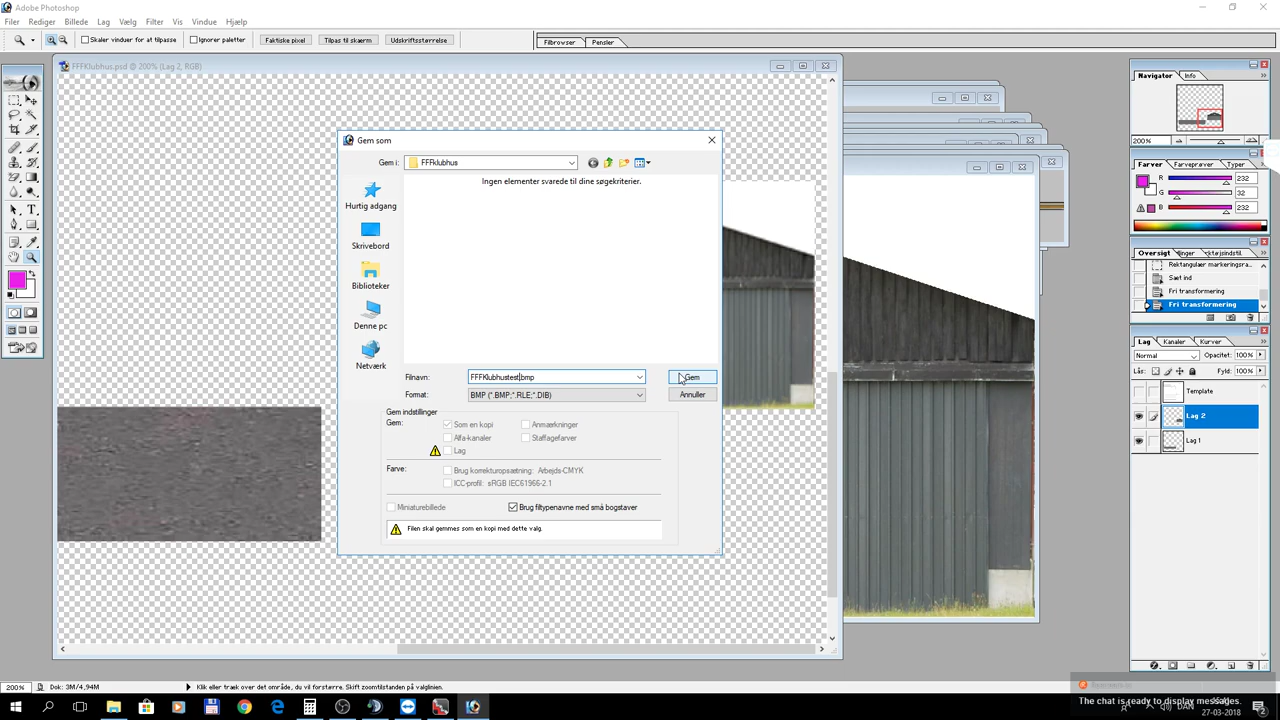 Adobe Photoshop
Filer Rediger Billede Lag Vælg Filter Vis Vindue Hjælp
Skaler vinduer for at tilpasse
Ignorer paletter
Faktiske pixel
Tilpas til skærm
Udskriftsstørrelse
Filbrowser
Pensler
FFFKlubhus.psd @ 200% (Lag 2, RGB)
Gem som
Gem i:
FFFklubhus
Ingen elementer svarede til dine søgekriterier.
Hurtig adgang
Skrivebord
Biblioteker
Denne pc
Netværk
Filnavn:
FFFKlubhustest.bmp
Gem
Format:
BMP (*.BMP;*.RLE;*.DIB)
Annuller
Gem indstillinger
Gem:
Som en kopi
Anmærkninger
Alfa-kanaler
Staffagefarver
Lag
Farve:
Brug korrekturopsætning: Arbejds-CMYK
ICC-profil: sRGB IEC61966-2.1
Miniaturebillede
Brug filtypenavne med små bogstaver
Filen skal gemmes som en kopi med dette valg.
Navigator
Info
200%
Farver
Farveprøver
Typer
R
232
G
32
B
232
Oversigt
Rektangulær markeringsra...
Sæt ind
Fri transformering
Fri transformering
Lag
Kanaler
Kurver
Normal
Opacitet: 100%
Lås:
Fyld: 100%
Template
Lag 2
Lag 1
200%
Dok: 3M/4,94M
Klik eller træk over det område, du vil forstørre. Skift zoomtilstanden på valglinien.
The chat is ready to display messages.
DAN
27-03-2018